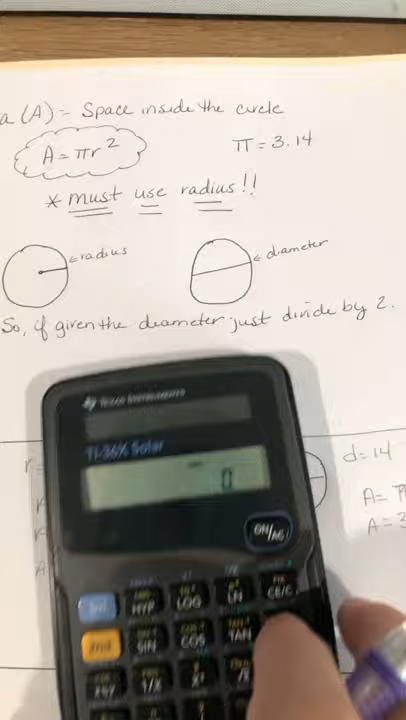 a (A) = Space inside the circle
A = πr²
π = 3.14
* must use radius!!
radius
diameter
So, if given the diameter just divide by 2.
TEXAS INSTRUMENTS
TI-36X Solar
0
ON/AC
d=14
r=
A=
A=3
HYP
LOG
LN
CE/C
2nd
SIN
COS
TAN
1/x